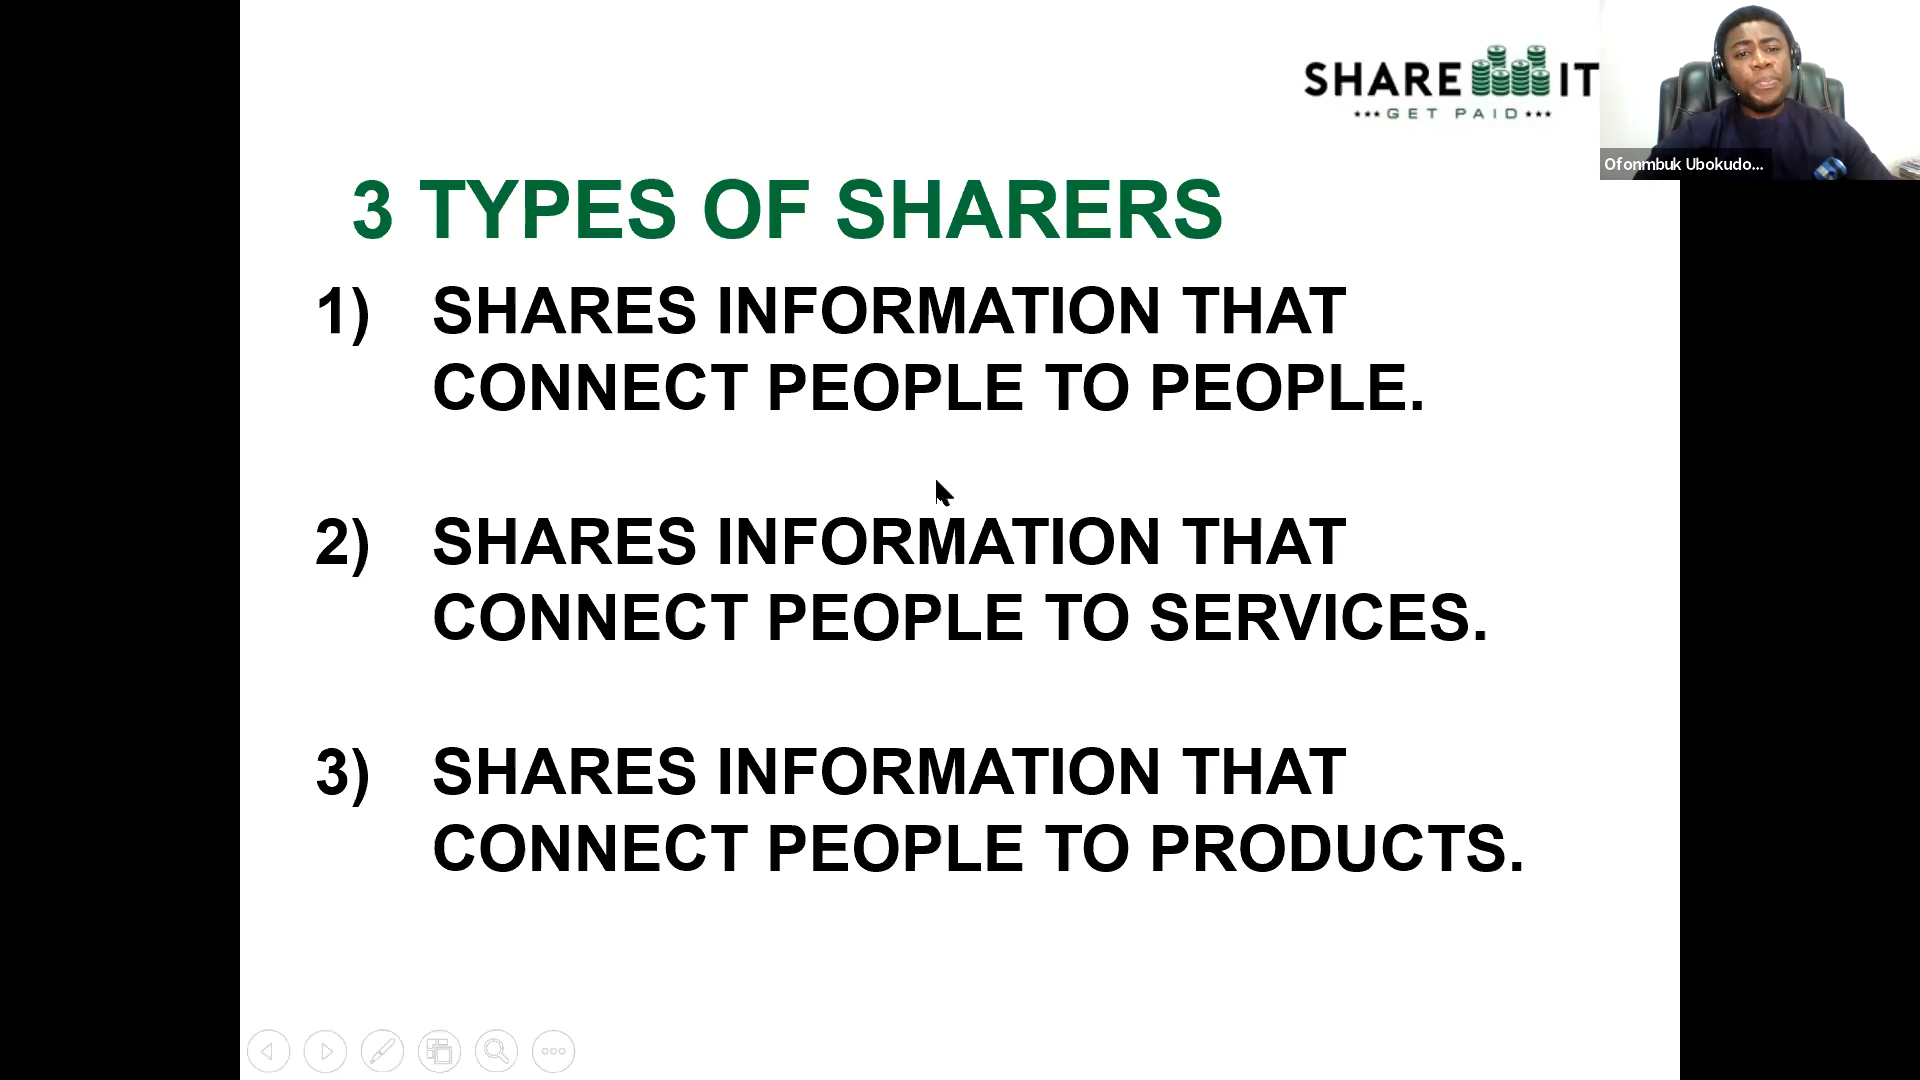 SHARE IT
***GET PAID***
Ofonmbuk Ubokudo...
3 TYPES OF SHARERS
1) SHARES INFORMATION THAT
CONNECT PEOPLE TO PEOPLE.
2) SHARES INFORMATION THAT
CONNECT PEOPLE TO SERVICES.
3) SHARES INFORMATION THAT
CONNECT PEOPLE TO PRODUCTS.